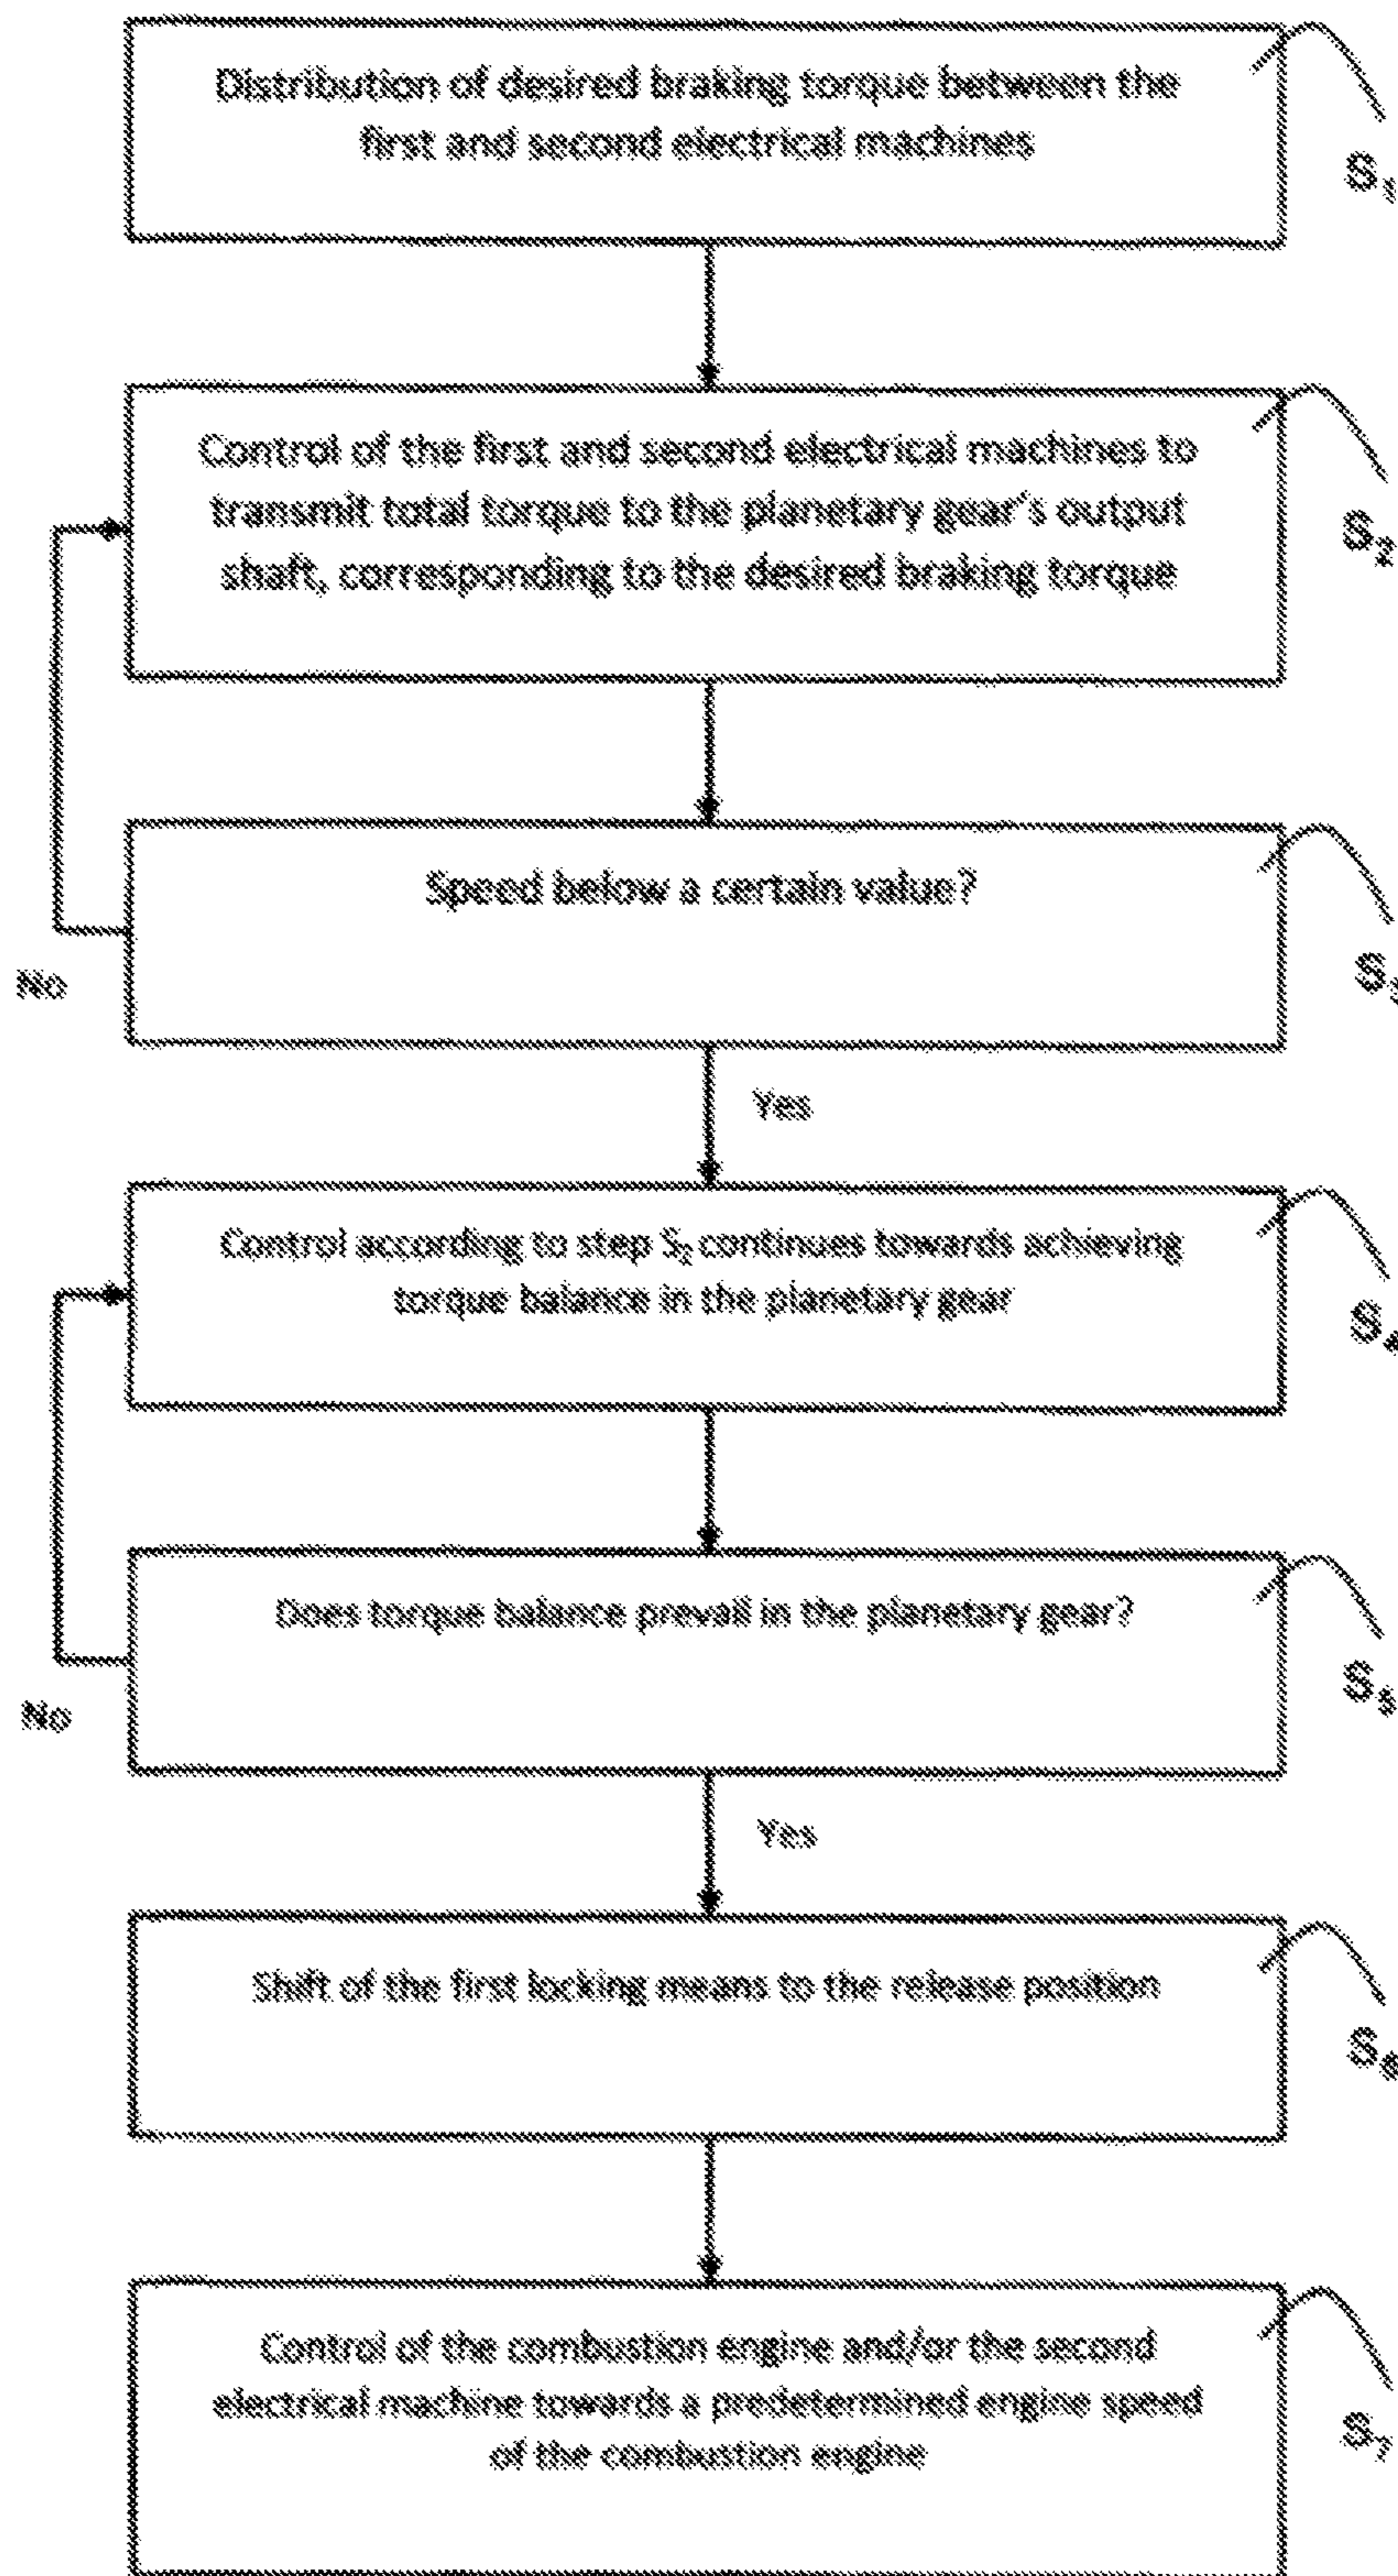 Distribution of desired braking torque between the
first and second electrical machines
S₁
Control of the first and second electrical machines to
transmit total torque to the planetary gear's output
shaft, corresponding to the desired braking torque
S₂
Speed below a certain value?
S₃
No
Yes
Control according to step S₂ continues towards achieving
torque balance in the planetary gear
S₄
Does torque balance prevail in the planetary gear?
S₅
No
Yes
Shift of the first locking means to the release position
S₆
Control of the combustion engine and/or the second
electrical machine towards a predetermined engine speed
of the combustion engine
S₇